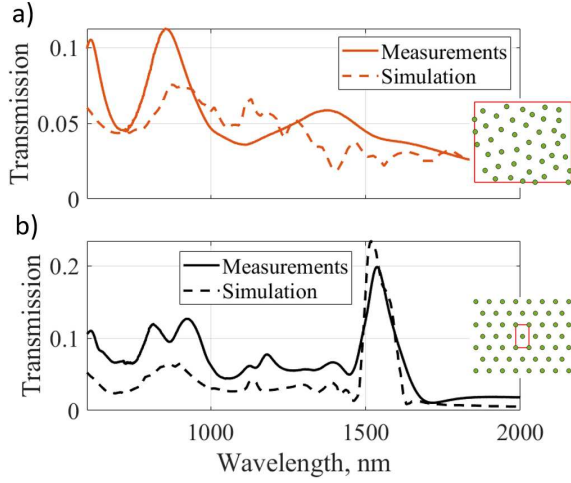 a)
0.1
0.05
0
Transmission
Measurements
Simulation
b)
0.2
0.1
0
Transmission
Measurements
Simulation
1000 1500 2000
Wavelength, nm